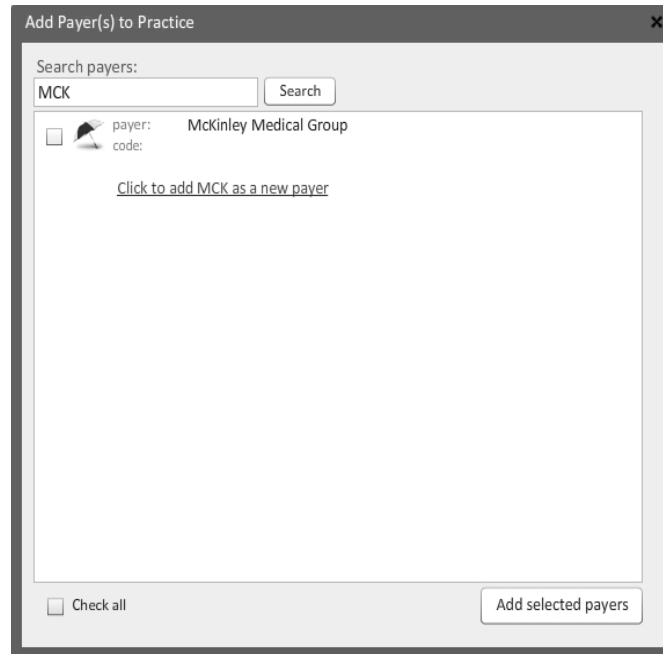 Add Payer(s) to Practice
Search payers:
MCK Search
payer: McKinley Medical Group
code:
Click to add MCK as a new payer
Check all Add selected payers